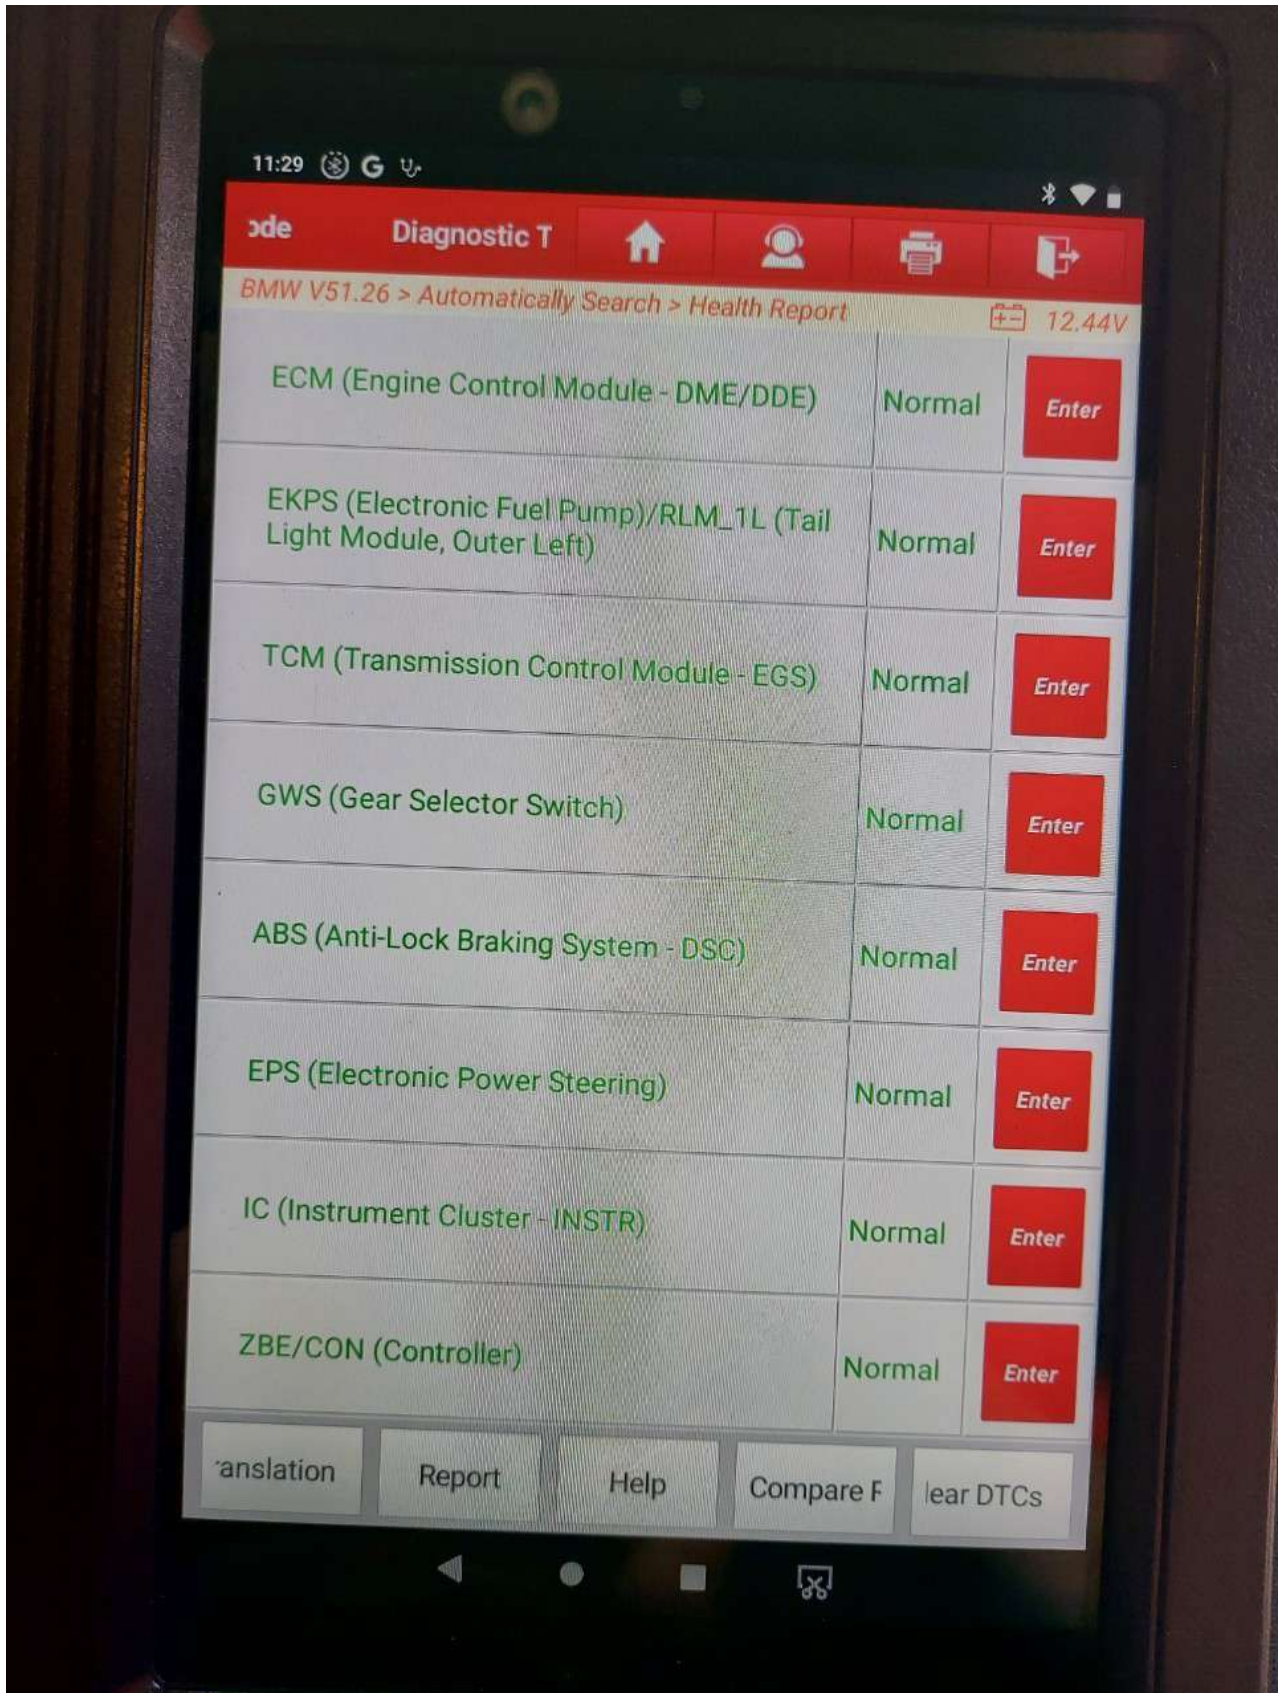 11:29 G
ode Diagnostic T
BMW V51.26 > Automatically Search > Health Report 12.44V
ECM (Engine Control Module - DME/DDE) Normal Enter
EKPS (Electronic Fuel Pump)/RLM_1L (Tail
Light Module, Outer Left) Normal Enter
TCM (Transmission Control Module - EGS) Normal Enter
GWS (Gear Selector Switch) Normal Enter
ABS (Anti-Lock Braking System - DSC) Normal Enter
EPS (Electronic Power Steering) Normal Enter
IC (Instrument Cluster - INSTR) Normal Enter
ZBE/CON (Controller) Normal Enter
ranslation Report Help Compare F lear DTCs